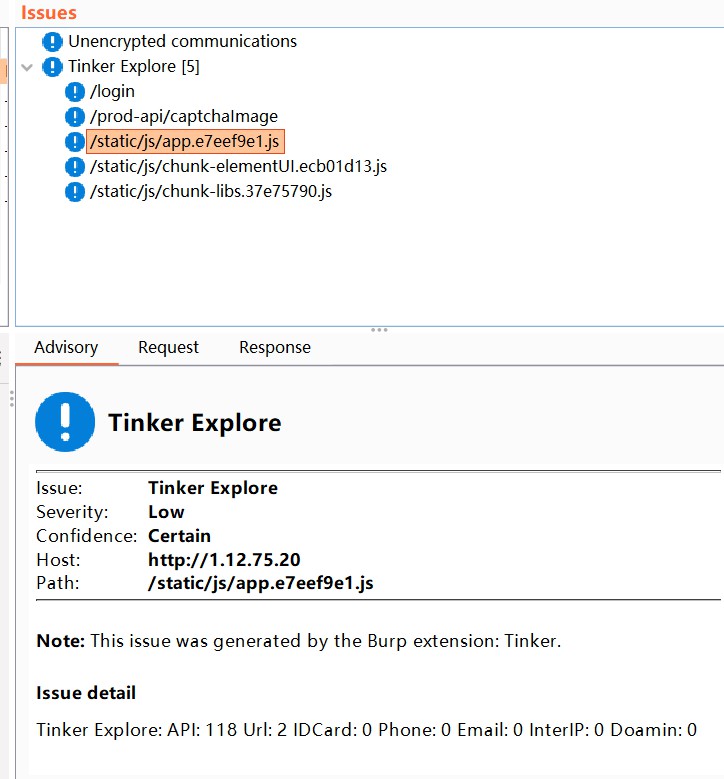 Issues
Unencrypted communications
Tinker Explore [5]
/login
/prod-api/captchaImage
/static/js/app.e7eef9e1.js
/static/js/chunk-elementUI.ecb01d13.js
/static/js/chunk-libs.37e75790.js
Advisory Request Response
Tinker Explore
Issue: Tinker Explore
Severity: Low
Confidence: Certain
Host: http://1.12.75.20
Path: /static/js/app.e7eef9e1.js
Note: This issue was generated by the Burp extension: Tinker.
Issue detail
Tinker Explore: API: 118 Url: 2 IDCard: 0 Phone: 0 Email: 0 InterIP: 0 Doamin: 0